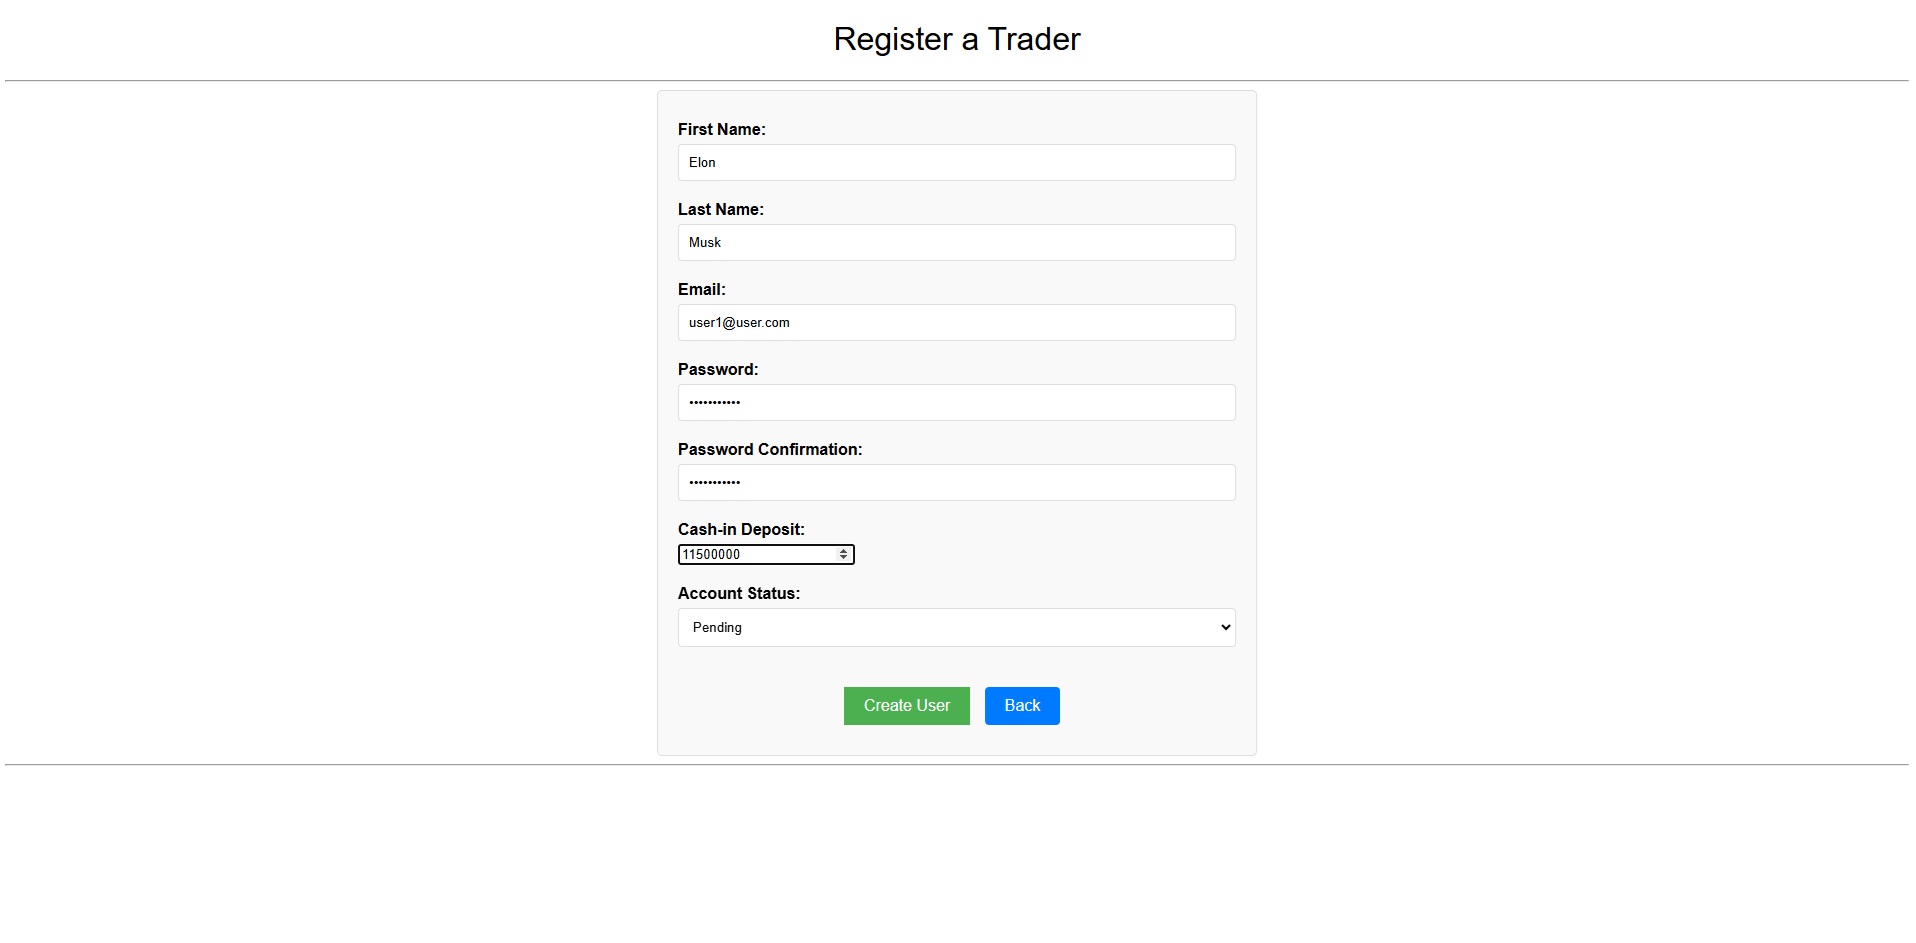 Register a Trader
First Name:
Elon
Last Name:
Musk
Email:
user1@user.com
Password:
•••••••••••
Password Confirmation:
•••••••••••
Cash-in Deposit:
11500000
Account Status:
Pending
Create User Back